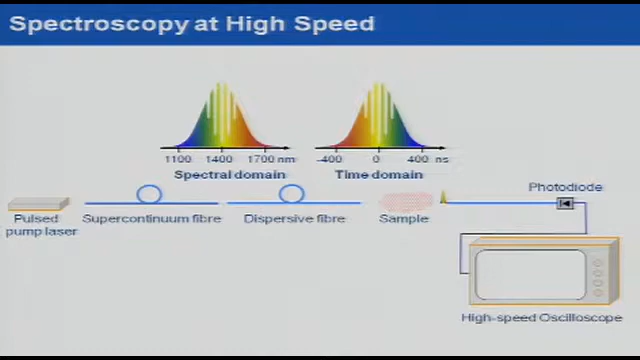 Spectroscopy at High Speed
1100 1400 1700 nm
-400 0 400 ns
Spectral domain
Time domain
Photodiode
Pulsed
pump laser
Supercontinuum fibre
Dispersive fibre
Sample
High-speed Oscilloscope